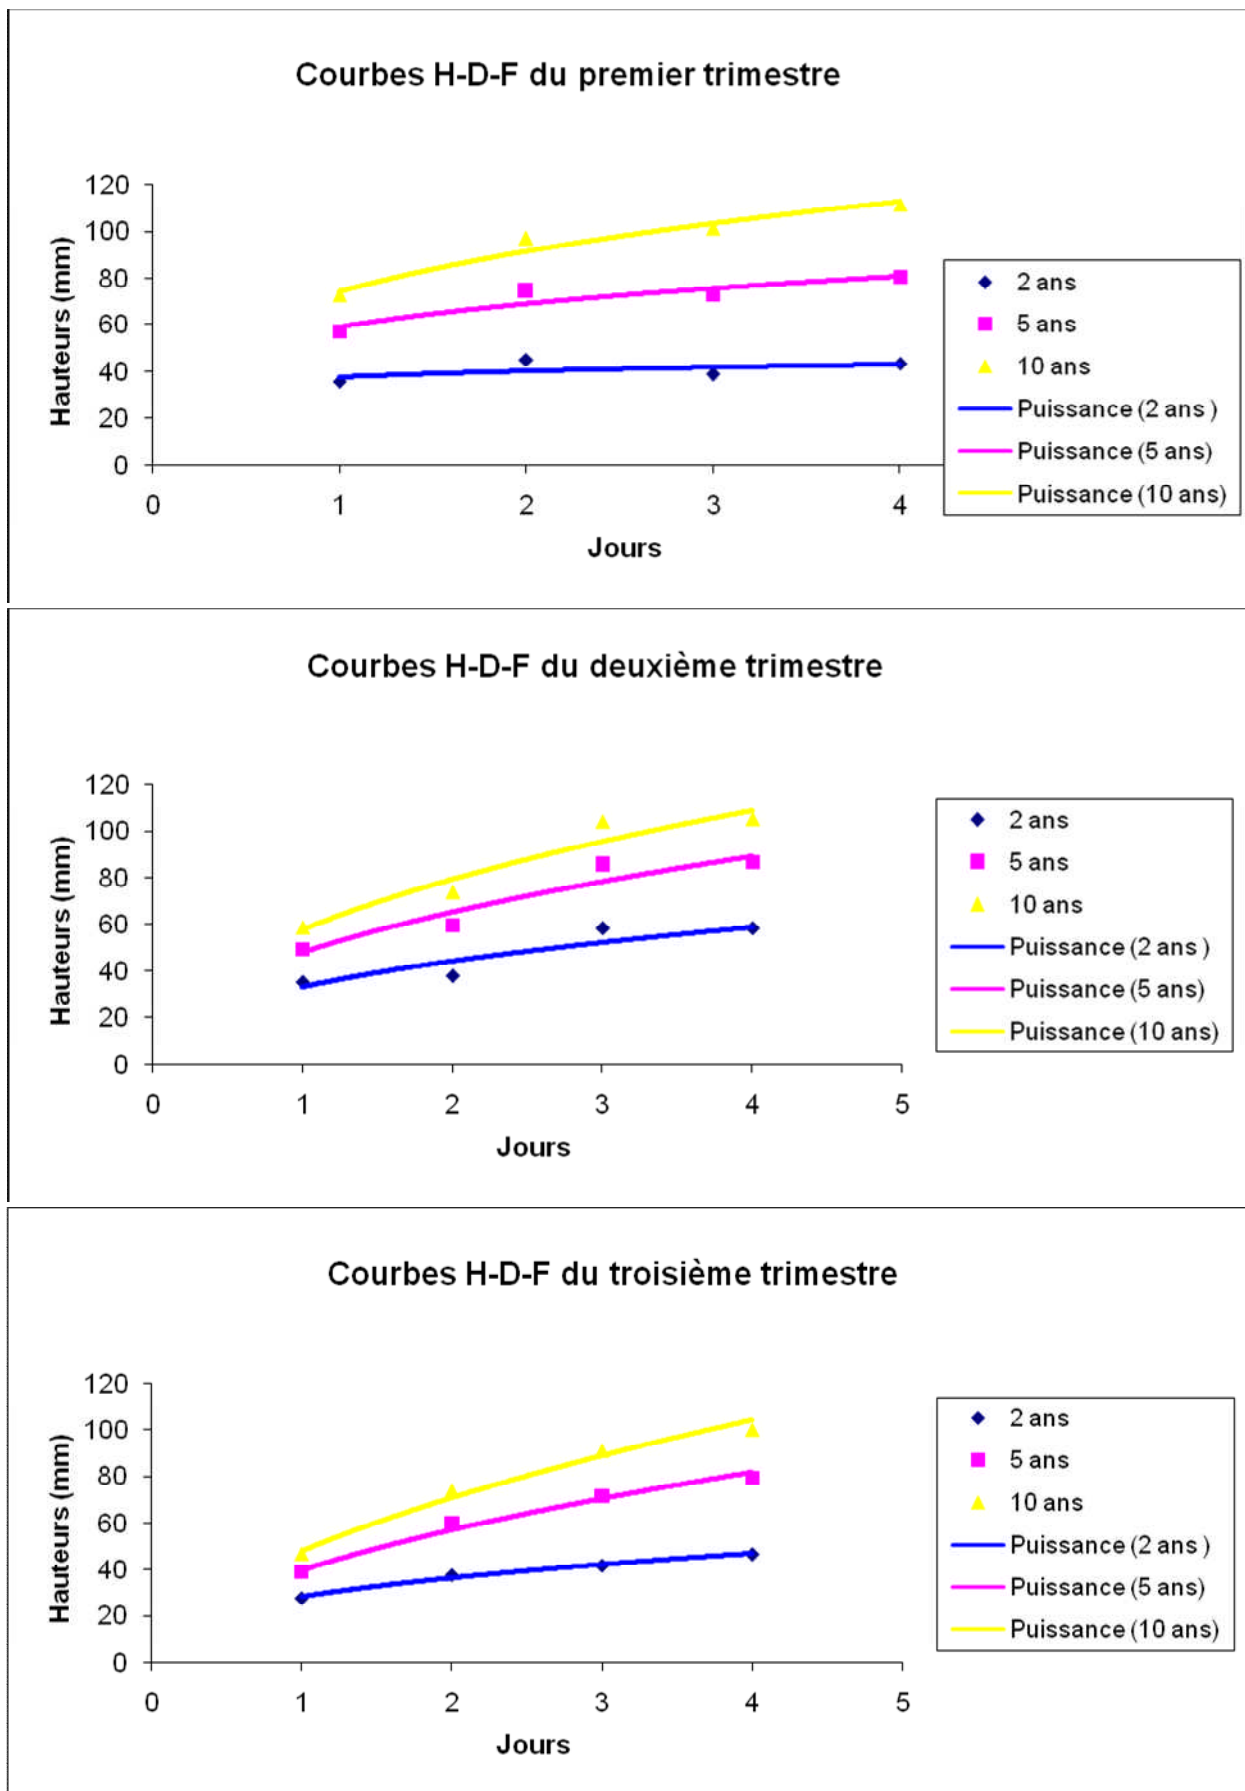 Courbes H-D-F du premier trimestre
Hauteurs (mm)
120
100
80
60
40
20
0
0 1 2 3 4
Jours
2 ans
5 ans
10 ans
Puissance (2 ans )
Puissance (5 ans)
Puissance (10 ans)
Courbes H-D-F du deuxième trimestre
Hauteurs (mm)
120
100
80
60
40
20
0
0 1 2 3 4 5
Jours
2 ans
5 ans
10 ans
Puissance (2 ans )
Puissance (5 ans)
Puissance (10 ans)
Courbes H-D-F du troisième trimestre
Hauteurs (mm)
120
100
80
60
40
20
0
0 1 2 3 4 5
Jours
2 ans
5 ans
10 ans
Puissance (2 ans )
Puissance (5 ans)
Puissance (10 ans)